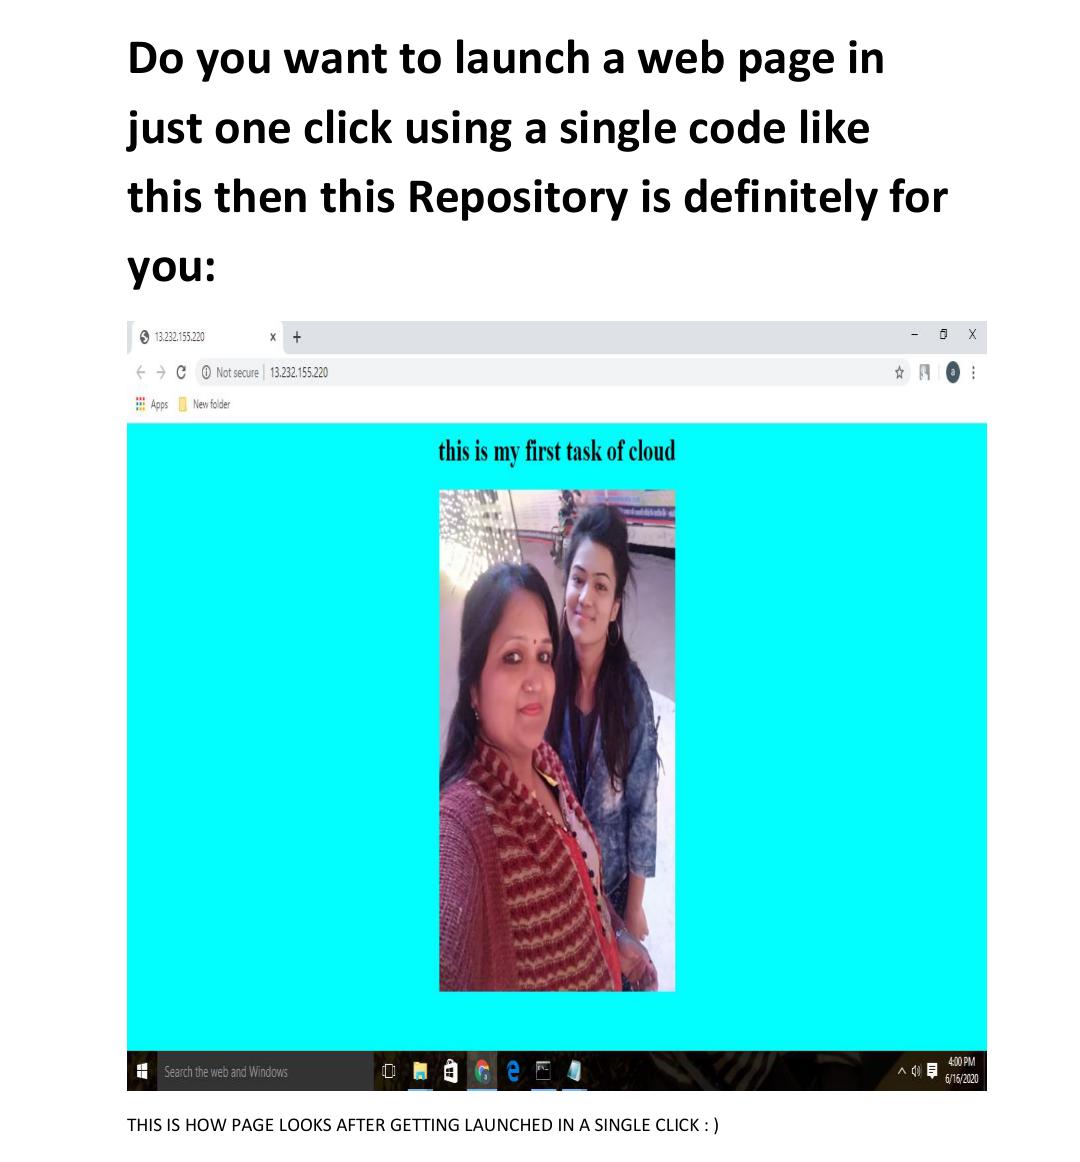 Do you want to launch a web page in
just one click using a single code like
this then this Repository is definitely for
you:
13.232.155.220
Not secure | 13.232.155.220
a
Apps New folder
this is my first task of cloud
Search the web and Windows
4:00 PM
6/16/2020
THIS IS HOW PAGE LOOKS AFTER GETTING LAUNCHED IN A SINGLE CLICK : )